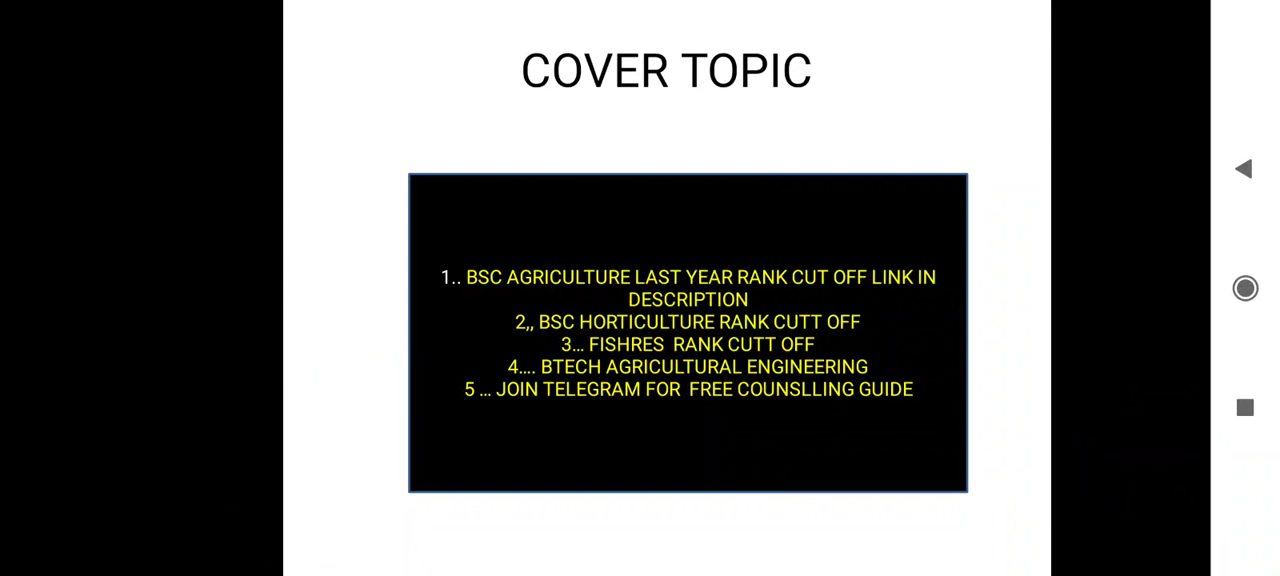 COVER TOPIC
1.. BSC AGRICULTURE LAST YEAR RANK CUT OFF LINK IN
DESCRIPTION
2,, BSC HORTICULTURE RANK CUTT OFF
3... FISHRES RANK CUTT OFF
4.... BTECH AGRICULTURAL ENGINEERING
5 ... JOIN TELEGRAM FOR FREE COUNSLLING GUIDE